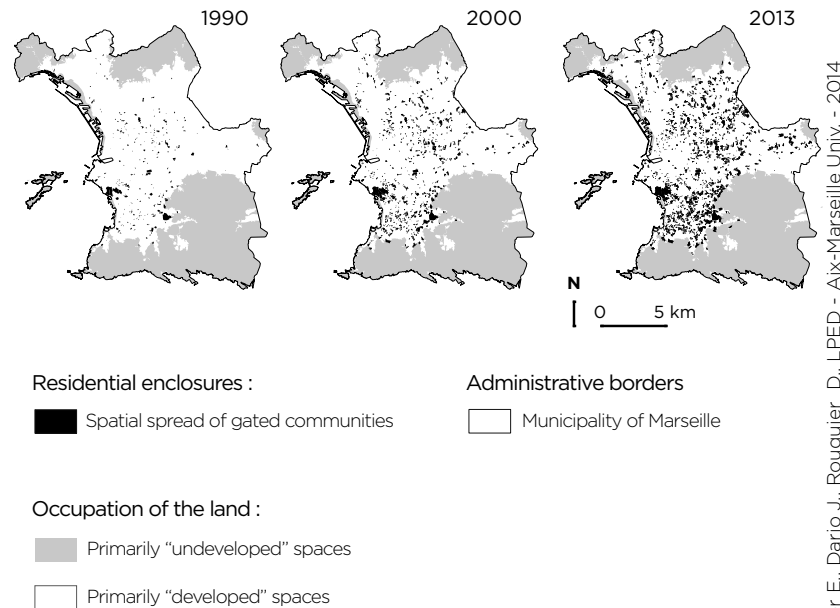 1990
2000
2013
N
0 5 km
Residential enclosures :
Spatial spread of gated communities
Administrative borders
Municipality of Marseille
Occupation of the land :
Primarily “undeveloped” spaces
Primarily “developed” spaces
E., Dario J., Rouquier D., LPED - Aix-Marseille Univ. - 2014